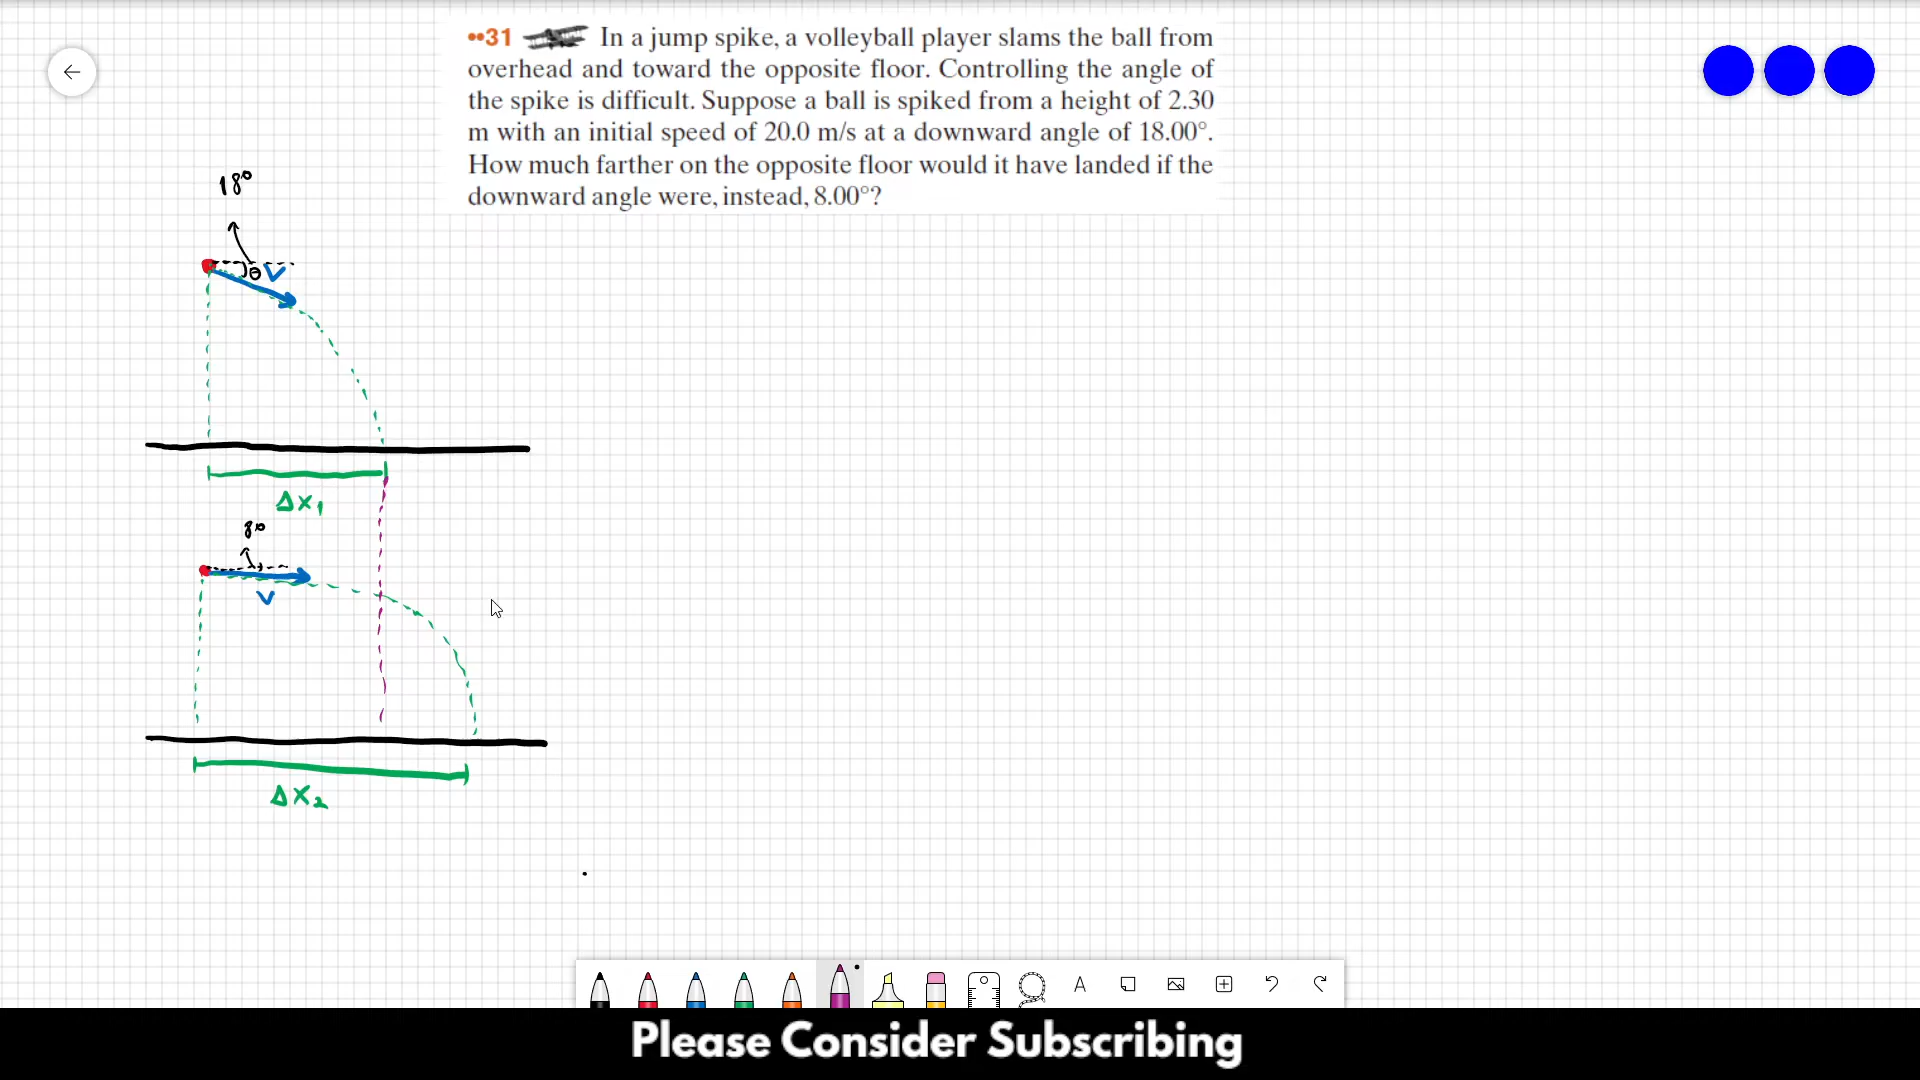 ••31 In a jump spike, a volleyball player slams the ball from
overhead and toward the opposite floor. Controlling the angle of
the spike is difficult. Suppose a ball is spiked from a height of 2.30
m with an initial speed of 20.0 m/s at a downward angle of 18.00°.
How much farther on the opposite floor would it have landed if the
downward angle were, instead, 8.00°?
18°
θ V
Δx₁
8°
V
Δx₂
A
Please Consider Subscribing